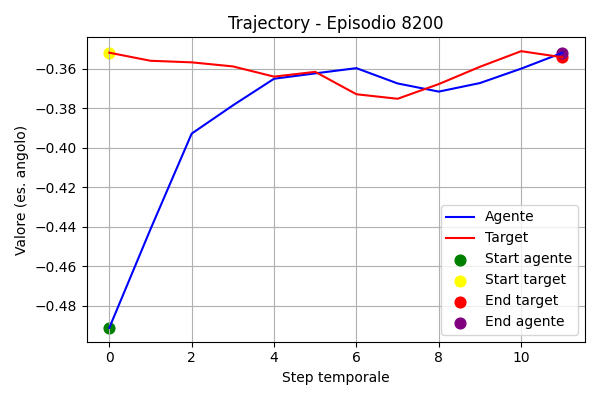 Trajectory - Episodio 8200
Valore (es. angolo)
−0.36
−0.38
−0.40
−0.42
−0.44
−0.46
−0.48
0
2
4
6
8
10
Step temporale
Agente
Target
Start agente
Start target
End target
End agente